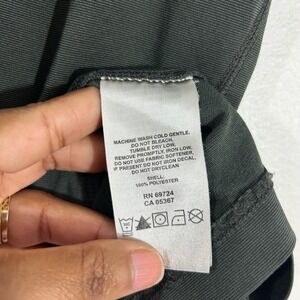 MACHINE WASH COLD GENTLE.
DO NOT BLEACH.
TUMBLE DRY LOW.
REMOVE PROMPTLY. IRON LOW.
DO NOT USE FABRIC SOFTENER.
IF PRESENT DO NOT IRON DECAL.
DO NOT DRYCLEAN
SHELL:
100% POLYESTER
RN 69724
CA 05367